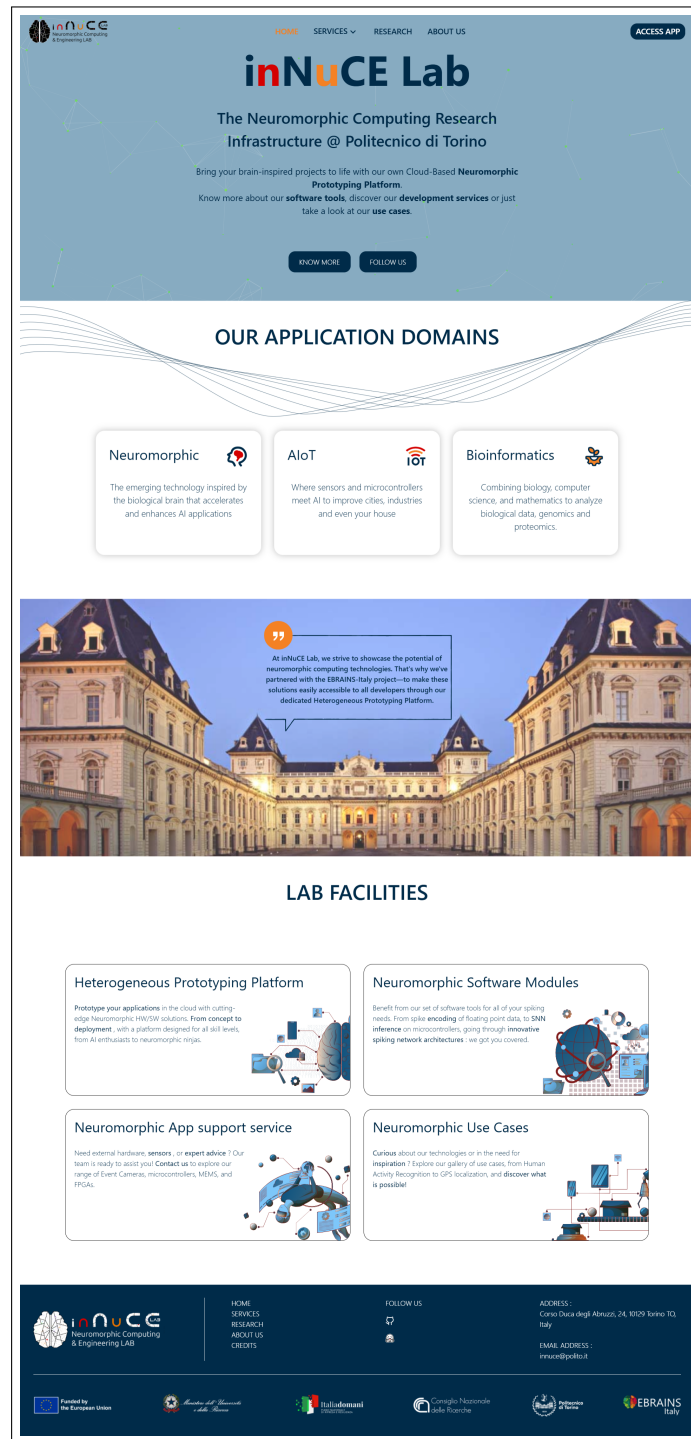 inNuCE LAB
Neuromorphic Computing
& Engineering LAB
HOME
SERVICES
RESEARCH
ABOUT US
ACCESS APP
inNuCE Lab
The Neuromorphic Computing Research
Infrastructure @ Politecnico di Torino
Bring your brain-inspired projects to life with our own Cloud-Based Neuromorphic
Prototyping Platform.
Know more about our software tools, discover our development services or just
take a look at our use cases.
KNOW MORE
FOLLOW US
OUR APPLICATION DOMAINS
Neuromorphic
The emerging technology inspired by
the biological brain that accelerates
and enhances AI applications
AIoT
IOT
Where sensors and microcontrollers
meet AI to improve cities, industries
and even your house
Bioinformatics
Combining biology, computer
science, and mathematics to analyze
biological data, genomics and
proteomics.
At inNuCE Lab, we strive to showcase the potential of
neuromorphic computing technologies. That's why we've
partnered with the EBRAINS-Italy project—to make these
solutions easily accessible to all developers through our
dedicated Heterogeneous Prototyping Platform.
LAB FACILITIES
Heterogeneous Prototyping Platform
Prototype your applications in the cloud with cutting-
edge Neuromorphic HW/SW solutions. From concept to
deployment , with a platform designed for all skill levels,
from AI enthusiasts to neuromorphic ninjas.
Neuromorphic Software Modules
Benefit from our set of software tools for all of your spiking
needs. From spike encoding of floating point data, to SNN
inference on microcontrollers, going through innovative
spiking network architectures : we got you covered.
Neuromorphic App support service
Need external hardware, sensors , or expert advice ? Our
team is ready to assist you! Contact us to explore our
range of Event Cameras, microcontrollers, MEMS, and
FPGAs.
Neuromorphic Use Cases
Curious about our technologies or in the need for
inspiration ? Explore our gallery of use cases, from Human
Activity Recognition to GPS localization, and discover what
is possible!
inNuCE LAB
Neuromorphic Computing
& Engineering LAB
HOME
SERVICES
RESEARCH
ABOUT US
CREDITS
FOLLOW US
ADDRESS :
Corso Duca degli Abruzzi, 24, 10129 Torino TO,
Italy
EMAIL ADDRESS :
innuce@polito.it
Funded by
the European Union
Ministero dell'Università
e della Ricerca
Italiadomani
Consiglio Nazionale
delle Ricerche
Politecnico
di Torino
EBRAINS
Italy